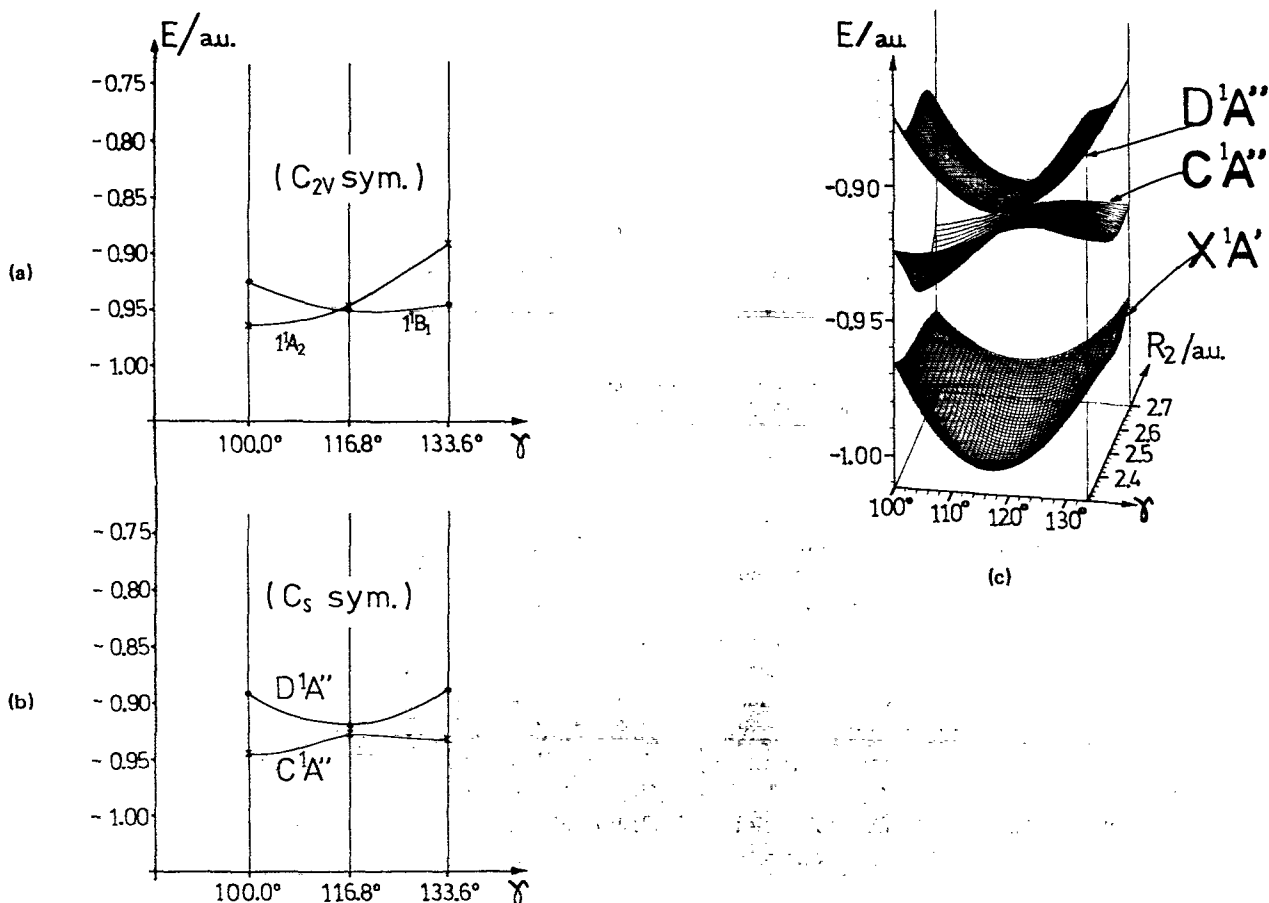 E/a.u.
-0.75
-0.80
-0.85
-0.90
-0.95
-1.00
(C2V sym.)
1¹A2
1¹B1
100.0° 116.8° 133.6° γ
(a)
-0.75
-0.80
-0.85
-0.90
-0.95
-1.00
(CS sym.)
D¹A"
C¹A"
100.0° 116.8° 133.6° γ
(b)
E/au.
-0.90
-0.95
-1.00
D¹A"
C¹A"
X¹A'
R2/au.
2.7
2.6
2.5
2.4
100° 110° 120° 130° γ
(c)